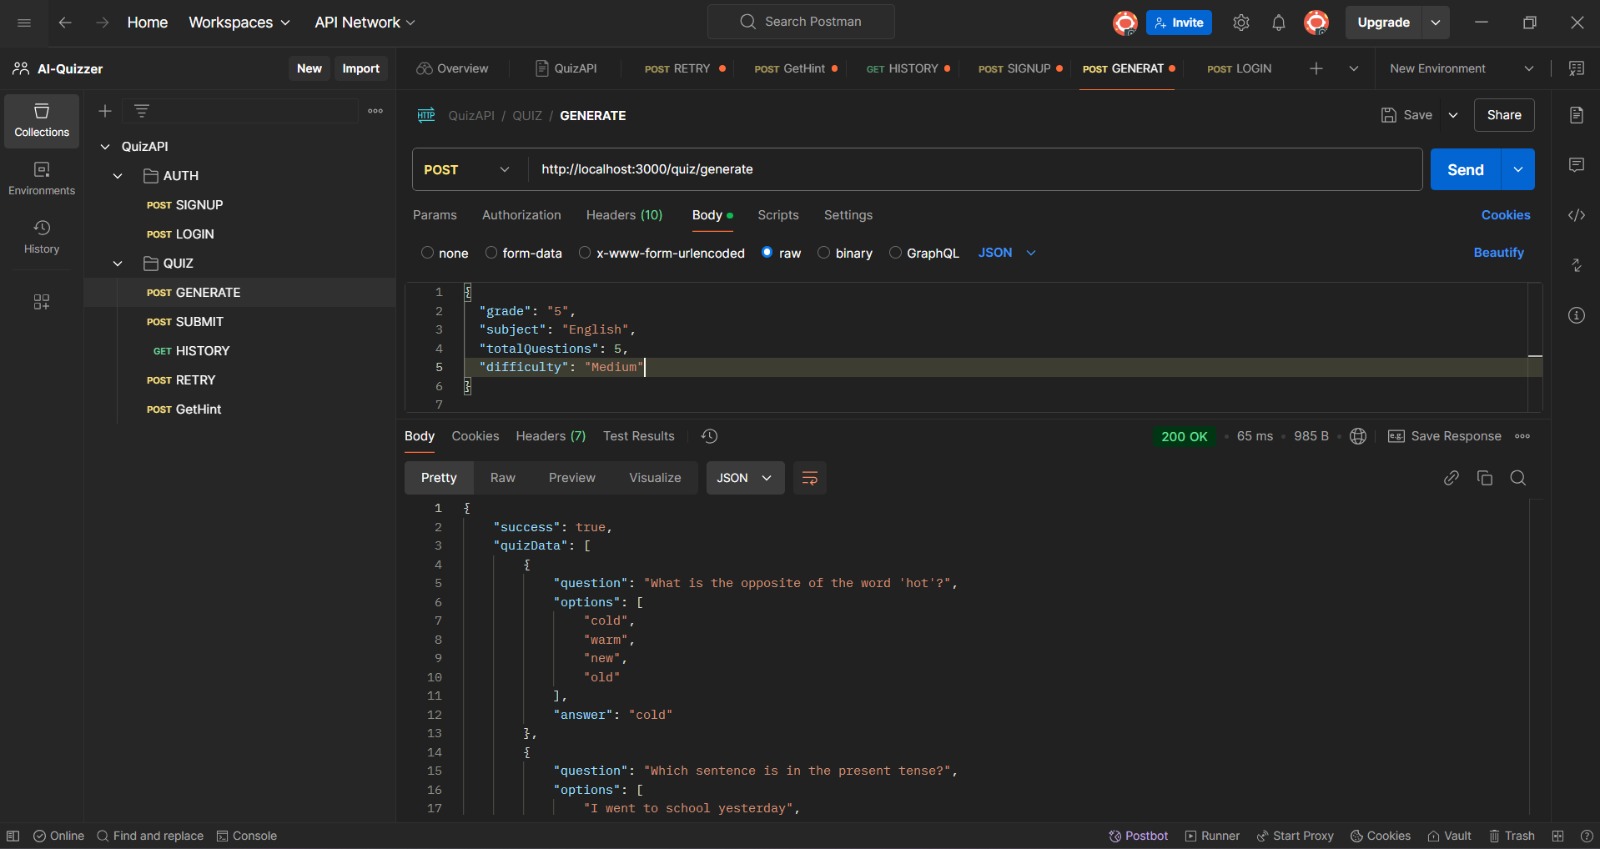 Home Workspaces API Network Search Postman Invite Upgrade
AI-Quizzer New Import Overview QuizAPI POST RETRY POST GetHint GET HISTORY POST SIGNUP POST GENERAT POST LOGIN New Environment
Collections
Environments
History
QuizAPI
AUTH
POST SIGNUP
POST LOGIN
QUIZ
POST GENERATE
POST SUBMIT
GET HISTORY
POST RETRY
POST GetHint
HTTP QuizAPI / QUIZ / GENERATE Save Share
POST http://localhost:3000/quiz/generate Send
Params Authorization Headers (10) Body Scripts Settings Cookies
none form-data x-www-form-urlencoded raw binary GraphQL JSON Beautify
1 {
2 "grade": "5",
3 "subject": "English",
4 "totalQuestions": 5,
5 "difficulty": "Medium"
6 }
7
Body Cookies Headers (7) Test Results 200 OK 65 ms 985 B Save Response
Pretty Raw Preview Visualize JSON
1 {
2 "success": true,
3 "quizData": [
4 {
5 "question": "What is the opposite of the word 'hot'?",
6 "options": [
7 "cold",
8 "warm",
9 "new",
10 "old"
11 ],
12 "answer": "cold"
13 },
14 {
15 "question": "Which sentence is in the present tense?",
16 "options": [
17 "I went to school yesterday",
Online Find and replace Console Postbot Runner Start Proxy Cookies Vault Trash